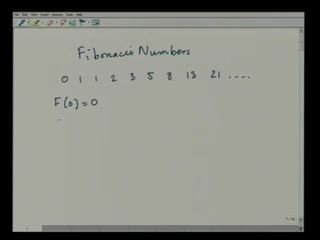 Fibonacci Numbers
0 1 1 2 3 5 8 13 21 ....
F(0) = 0